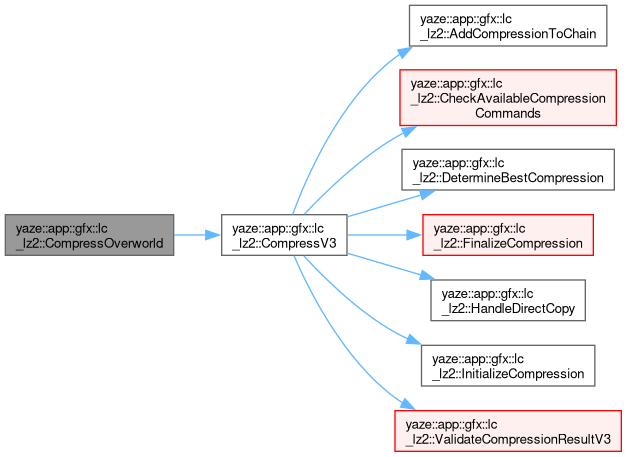 yaze::app::gfx::lc
_lz2::CompressOverworld
yaze::app::gfx::lc
_lz2::CompressV3
yaze::app::gfx::lc
_lz2::AddCompressionToChain
yaze::app::gfx::lc
_lz2::CheckAvailableCompression
Commands
yaze::app::gfx::lc
_lz2::DetermineBestCompression
yaze::app::gfx::lc
_lz2::FinalizeCompression
yaze::app::gfx::lc
_lz2::HandleDirectCopy
yaze::app::gfx::lc
_lz2::InitializeCompression
yaze::app::gfx::lc
_lz2::ValidateCompressionResultV3